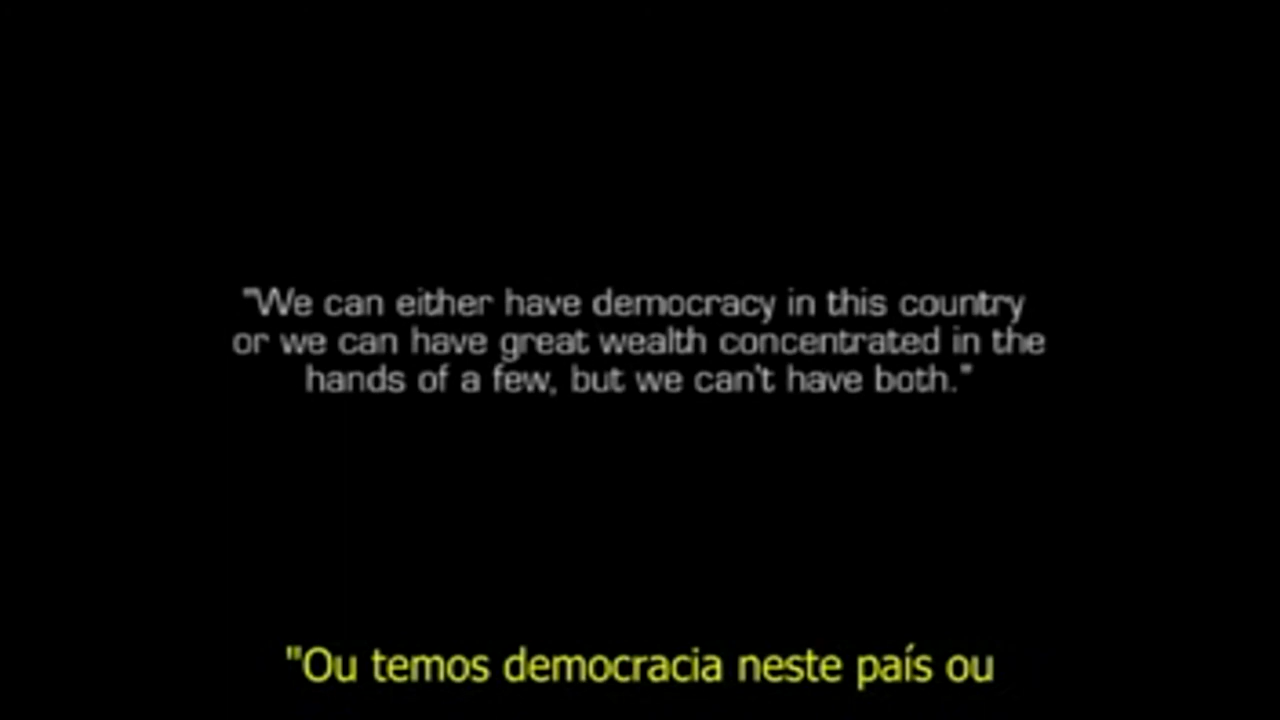 "We can either have democracy in this country
or we can have great wealth concentrated in the
hands of a few, but we can't have both."
"Ou temos democracia neste país ou